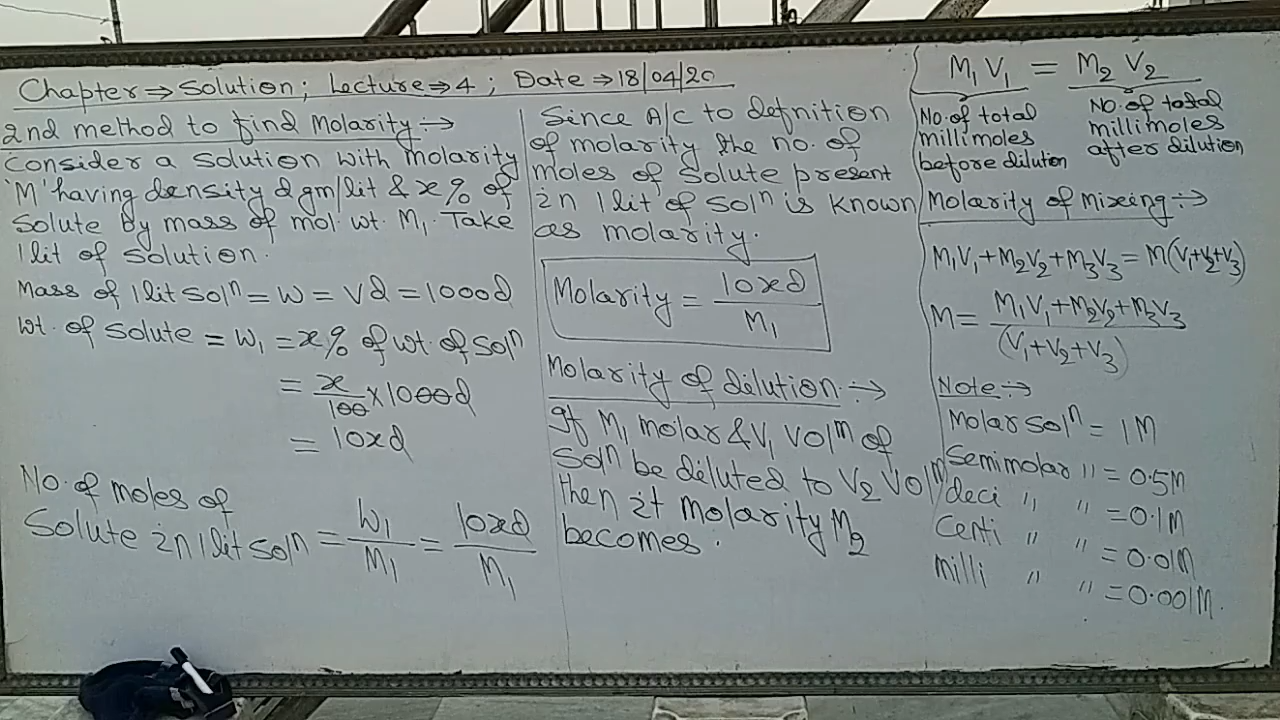 Chapter ⇒ Solution; Lecture ⇒ 4; Date → 18/04/20
2nd method to find Molarity :→
Consider a solution with molarity
'M' having density d gm/lit & x% of
Solute by mass of mol. wt. M₁. Take
1 lit of solution.
Mass of 1 lit solⁿ = W = Vd = 1000d
wt. of solute = W₁ = x% of wt. of solⁿ
= x/100 × 1000d
= 10xd
No. of moles of
Solute in 1 lit solⁿ = W₁/M₁ = 10xd/M₁
Since A/C to defnition
of molarity the no. of
moles of solute present
in 1 lit of solⁿ is known
as molarity.
Molarity = 10xd/M₁
Molarity of dilution :→
If M₁ molar & V₁ volᵐ of
solⁿ be diluted to V₂ Volᵐ
then it molarity M₂
becomes.
M₁V₁ = M₂V₂
No. of total
millimoles
before dilution
No. of total
millimoles
after dilution
Molarity of mixing :→
M₁V₁+M₂V₂+M₃V₃ = M(V₁+V₂+V₃)
M = M₁V₁+M₂V₂+M₃V₃/(V₁+V₂+V₃)
Note :→
Molar solⁿ = 1M
Semimolar " = 0.5M
deci " " = 0.1M
Centi " " = 0.01M
milli " " = 0.001M.